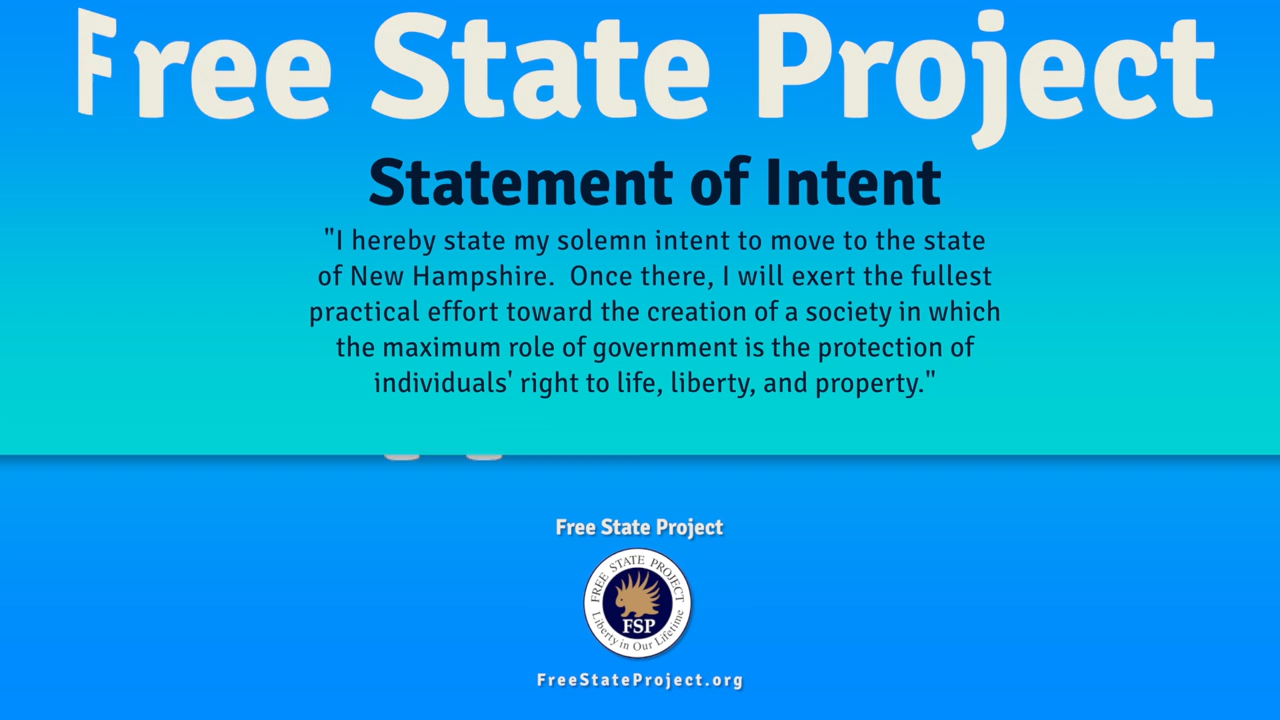 Free State Project
Statement of Intent
"I hereby state my solemn intent to move to the state
of New Hampshire.  Once there, I will exert the fullest
practical effort toward the creation of a society in which
the maximum role of government is the protection of
individuals' right to life, liberty, and property."
Free State Project
FREE STATE PROJECT
FSP
Liberty in Our Lifetime
FreeStateProject.org